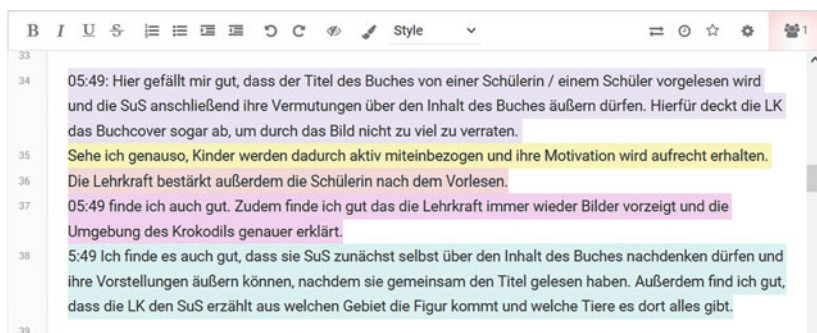 B I U S Style 1
33
34 05:49: Hier gefällt mir gut, dass der Titel des Buches von einer Schülerin / einem Schüler vorgelesen wird
und die SuS anschließend ihre Vermutungen über den Inhalt des Buches äußern dürfen. Hierfür deckt die LK
das Buchcover sogar ab, um durch das Bild nicht zu viel zu verraten.
35 Sehe ich genauso, Kinder werden dadurch aktiv miteinbezogen und ihre Motivation wird aufrecht erhalten.
36 Die Lehrkraft bestärkt außerdem die Schülerin nach dem Vorlesen.
37 05:49 finde ich auch gut. Zudem finde ich gut das die Lehrkraft immer wieder Bilder vorzeigt und die
Umgebung des Krokodils genauer erklärt.
38 5:49 Ich finde es auch gut, dass sie SuS zunächst selbst über den Inhalt des Buches nachdenken dürfen und
ihre Vorstellungen äußern können, nachdem sie gemeinsam den Titel gelesen haben. Außerdem find ich gut,
dass die LK den SuS erzählt aus welchen Gebiet die Figur kommt und welche Tiere es dort alles gibt.
39